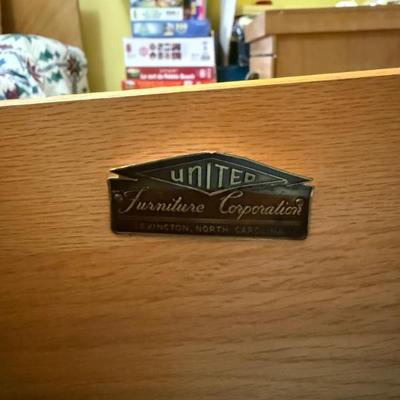 unITED
Furniture Corporation
LEXINGTON, NORTH CAROLINA